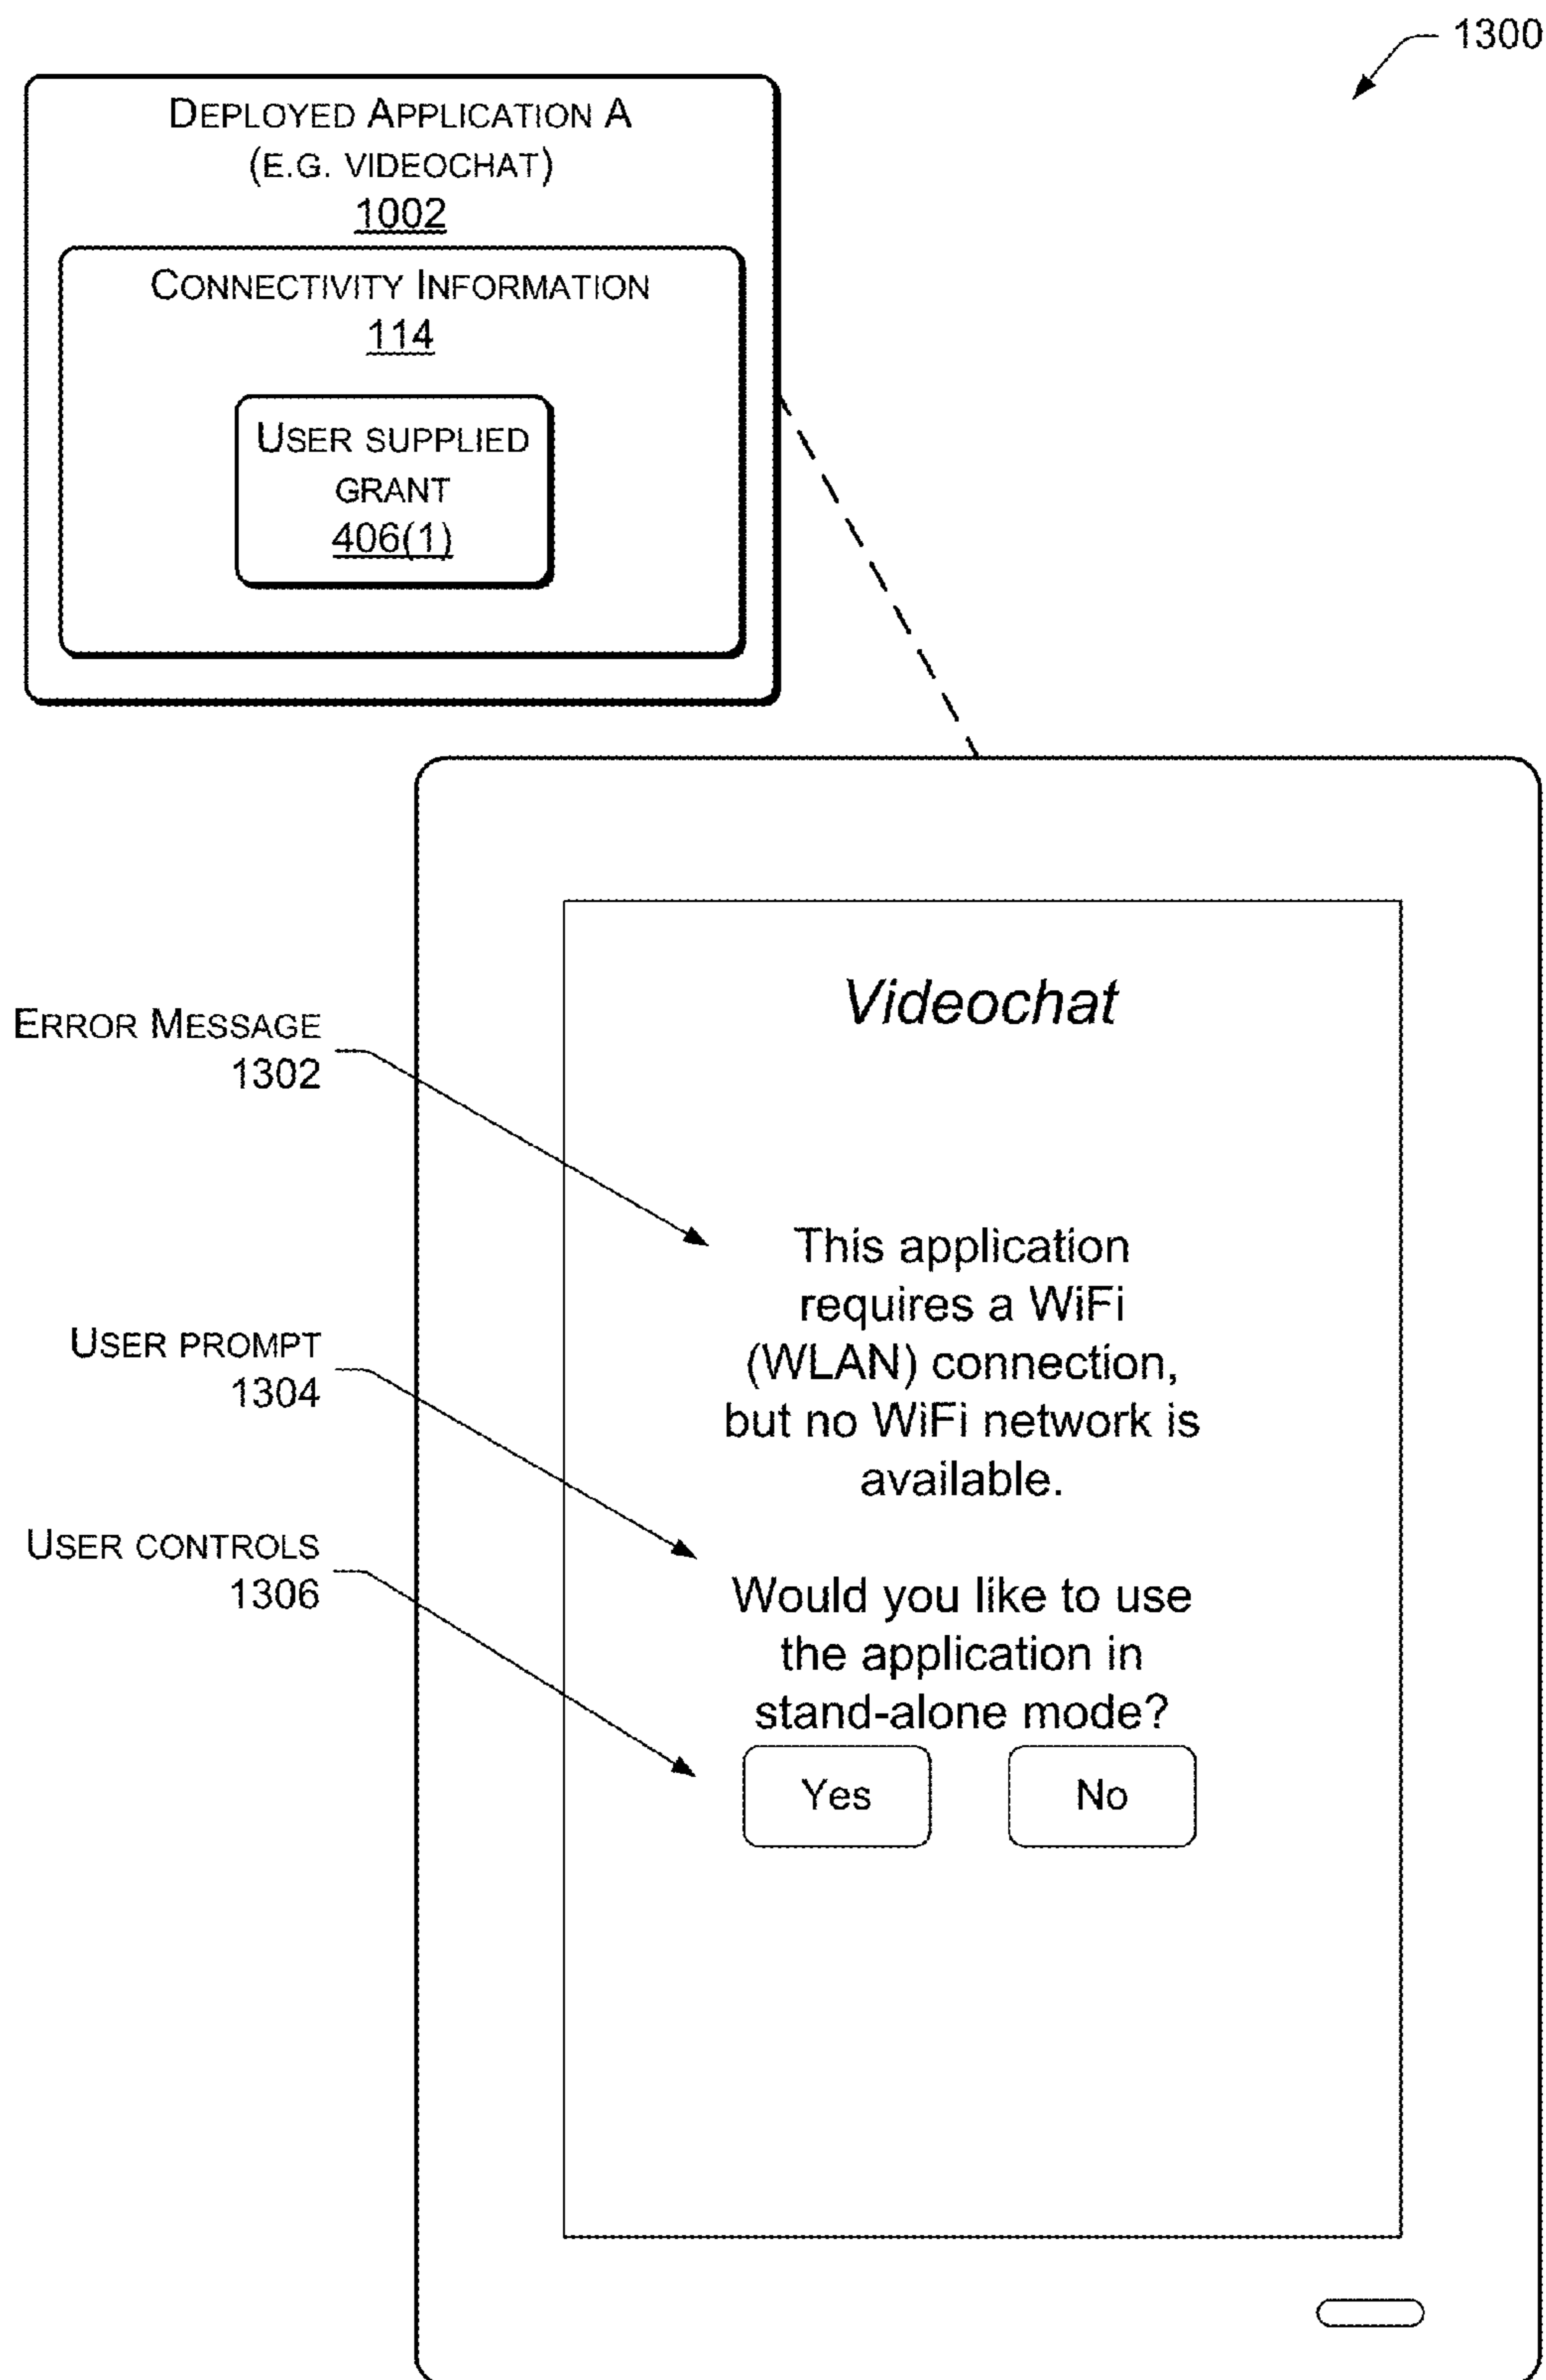 1300
DEPLOYED APPLICATION A
(E.G. VIDEOCHAT)
1002
CONNECTIVITY INFORMATION
114
USER SUPPLIED
GRANT
406(1)
Videochat
ERROR MESSAGE
1302
This application
requires a WiFi
(WLAN) connection,
but no WiFi network is
available.
USER PROMPT
1304
Would you like to use
the application in
stand-alone mode?
USER CONTROLS
1306
Yes
No